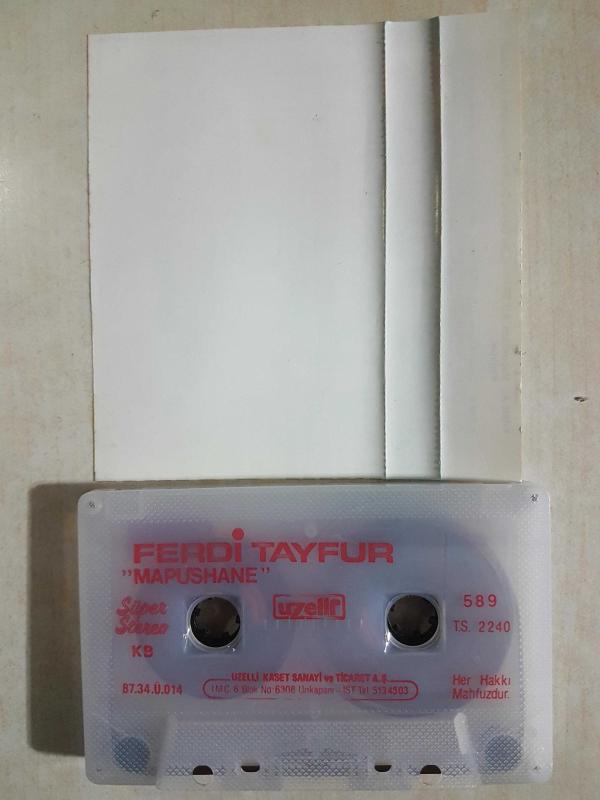 FERDİ TAYFUR
"MAPUSHANE"
Süper
Stereo
uzelli
589
T.S. 2240
KB
UZELLİ KASET SANAYİ ve TİCARET A.Ş.
87.34.Ü.014
İ.M.Ç. 6. Blok No: 6308 Unkapanı - İST. Tel: 5134503
Her Hakkı
Mahfuzdur.